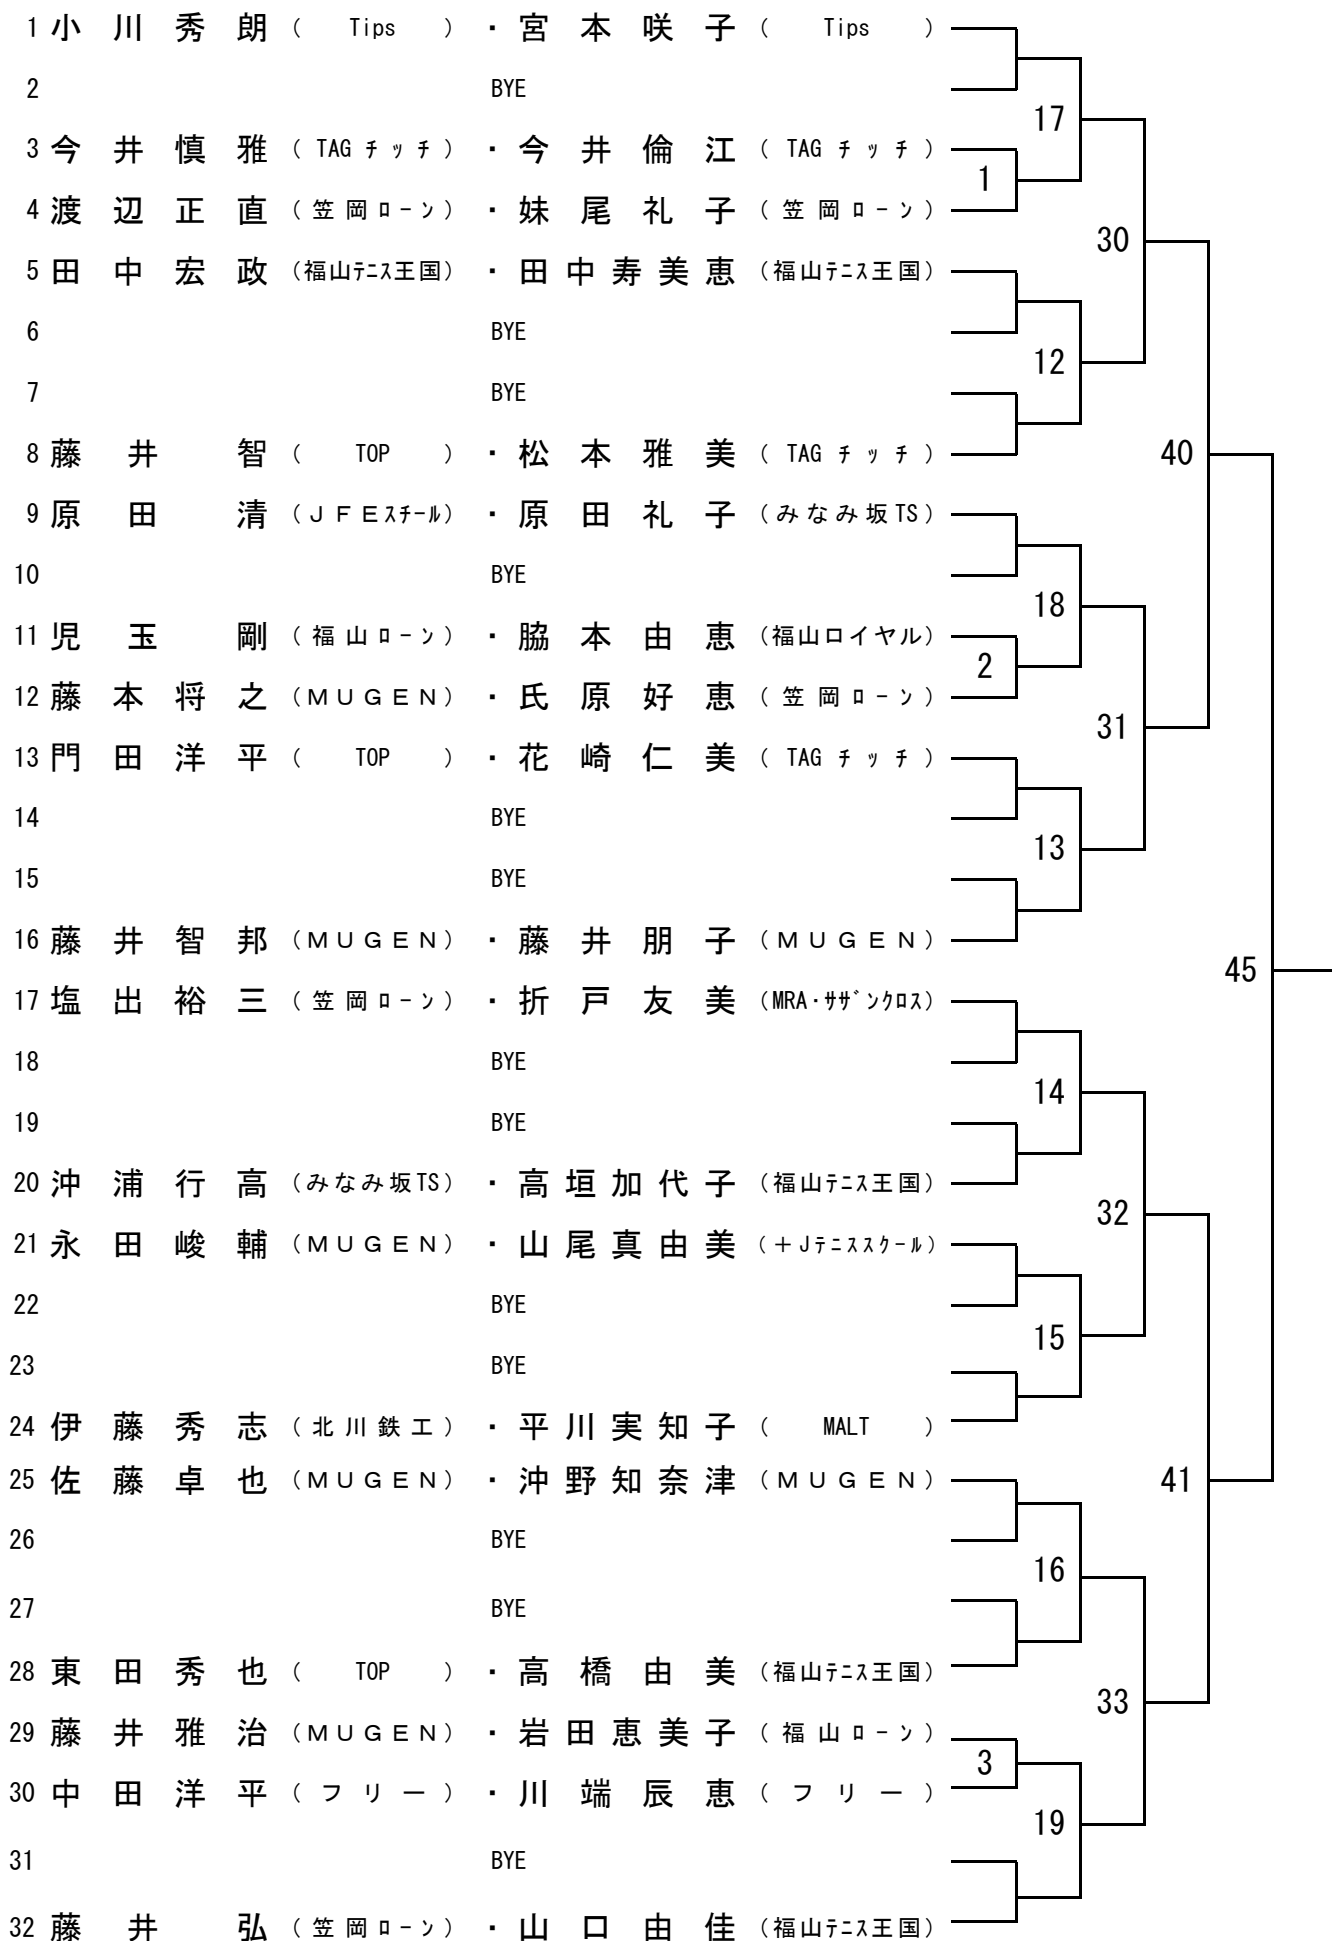 1 小川秀朗 ( Tips ) ・ 宮本咲子 ( Tips )
2 BYE
17
3 今井慎雅 ( TAGチッチ ) ・ 今井倫江 ( TAGチッチ )
1
4 渡辺正直 ( 笠岡ローン ) ・ 妹尾礼子 ( 笠岡ローン )
30
5 田中宏政 (福山テニス王国) ・ 田中寿美恵 (福山テニス王国)
6 BYE
12
7 BYE
8 藤井智 ( TOP ) ・ 松本雅美 ( TAGチッチ )
40
9 原田清 (JFEスチール) ・ 原田礼子 (みなみ坂TS)
10 BYE
18
11 児玉剛 ( 福山ローン ) ・ 脇本由恵 (福山ロイヤル)
2
12 藤本将之 (MUGEN) ・ 氏原好恵 ( 笠岡ローン )
31
13 門田洋平 ( TOP ) ・ 花崎仁美 ( TAGチッチ )
14 BYE
13
15 BYE
16 藤井智邦 (MUGEN) ・ 藤井朋子 (MUGEN)
45
17 塩出裕三 ( 笠岡ローン ) ・ 折戸友美 (MRA・サザンクロス)
18 BYE
14
19 BYE
20 沖浦行高 (みなみ坂TS) ・ 高垣加代子 (福山テニス王国)
32
21 永田峻輔 (MUGEN) ・ 山尾真由美 (+Jテニススクール)
22 BYE
15
23 BYE
24 伊藤秀志 ( 北川鉄工 ) ・ 平川実知子 ( MALT )
25 佐藤卓也 (MUGEN) ・ 沖野知奈津 (MUGEN)
41
26 BYE
16
27 BYE
28 東田秀也 ( TOP ) ・ 高橋由美 (福山テニス王国)
33
29 藤井雅治 (MUGEN) ・ 岩田恵美子 ( 福山ローン )
3
30 中田洋平 ( フリー ) ・ 川端辰恵 ( フリー )
19
31 BYE
32 藤井弘 ( 笠岡ローン ) ・ 山口由佳 (福山テニス王国)